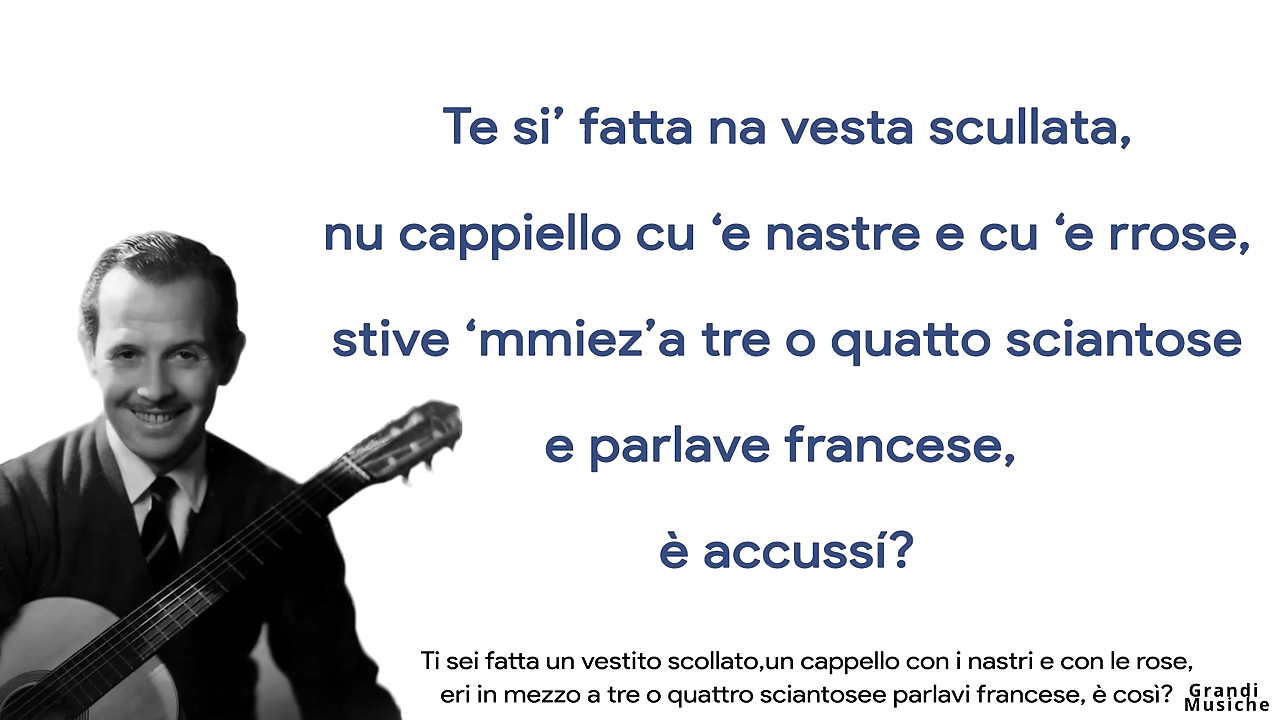 Te si’ fatta na vesta scullata,
nu cappiello cu ‘e nastre e cu ‘e rrose,
stive ‘mmiez’a tre o quatto sciantose
e parlave francese,
è accussí?
Ti sei fatta un vestito scollato,un cappello con i nastri e con le rose,
eri in mezzo a tre o quattro sciantosee parlavi francese, è così?
Grandi
Musiche